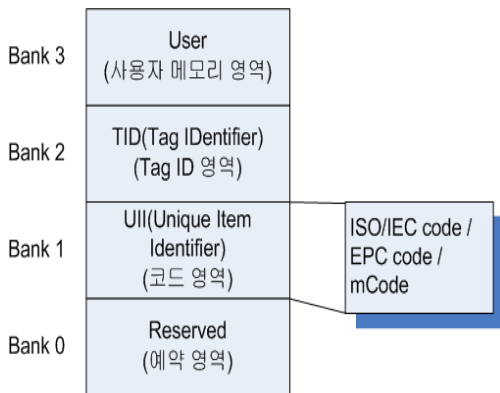 Bank 3
User
(사용자 메모리 영역)
Bank 2
TID(Tag IDentifier)
(Tag ID 영역)
Bank 1
UII(Unique Item
Identifier)
(코드 영역)
ISO/IEC code /
EPC code /
mCode
Bank 0
Reserved
(예약 영역)